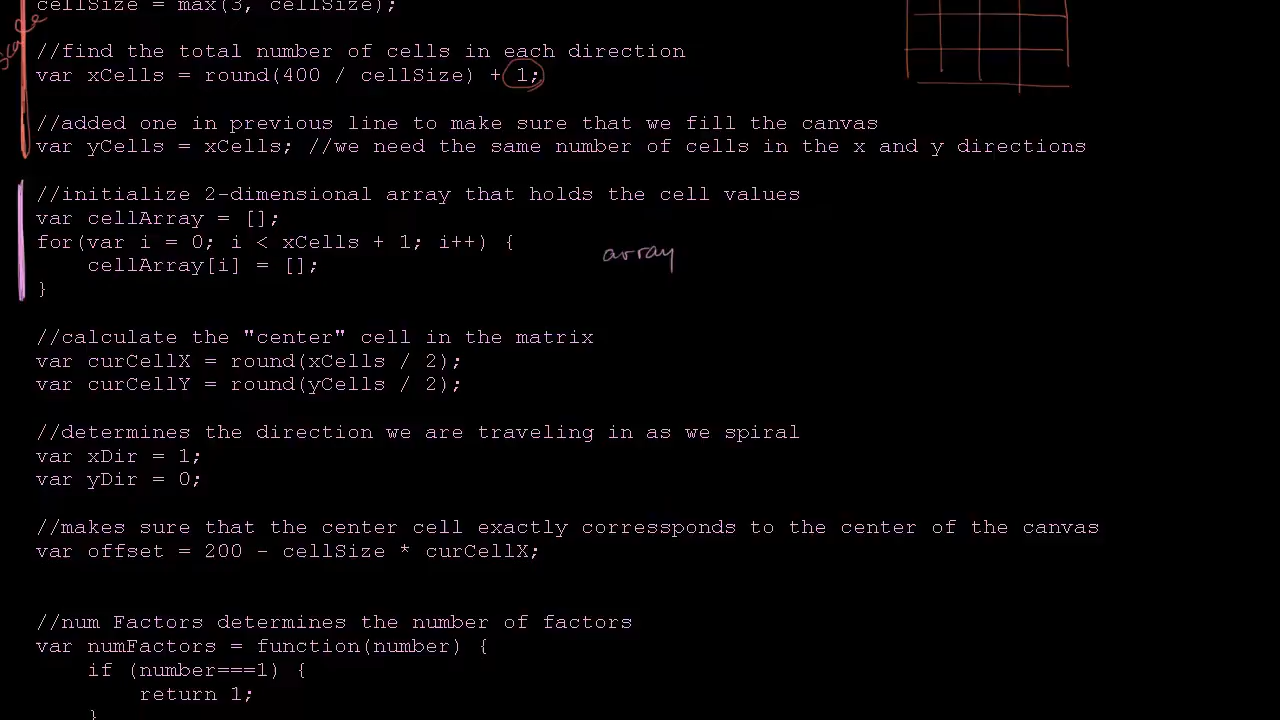 cellSize = max(3, cellSize);
//find the total number of cells in each direction
var xCells = round(400 / cellSize) + 1;
//added one in previous line to make sure that we fill the canvas
var yCells = xCells; //we need the same number of cells in the x and y directions
//initialize 2-dimensional array that holds the cell values
var cellArray = [];
for(var i = 0; i < xCells + 1; i++) {
    cellArray[i] = [];
}
array
//calculate the "center" cell in the matrix
var curCellX = round(xCells / 2);
var curCellY = round(yCells / 2);
//determines the direction we are traveling in as we spiral
var xDir = 1;
var yDir = 0;
//makes sure that the center cell exactly corressponds to the center of the canvas
var offset = 200 - cellSize * curCellX;
//num Factors determines the number of factors
var numFactors = function(number) {
    if (number===1) {
        return 1;
    }